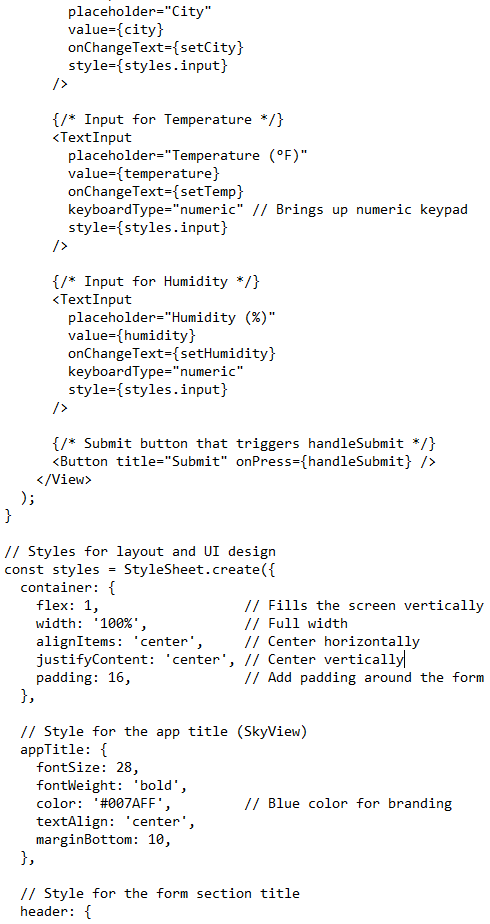 placeholder="City"
value={city}
onChangeText={setCity}
style={styles.input}
/>
{/* Input for Temperature */}
<TextInput
placeholder="Temperature (°F)"
value={temperature}
onChangeText={setTemp}
keyboardType="numeric" // Brings up numeric keypad
style={styles.input}
/>
{/* Input for Humidity */}
<TextInput
placeholder="Humidity (%)"
value={humidity}
onChangeText={setHumidity}
keyboardType="numeric"
style={styles.input}
/>
{/* Submit button that triggers handleSubmit */}
<Button title="Submit" onPress={handleSubmit} />
</View>
);
}
// Styles for layout and UI design
const styles = StyleSheet.create({
container: {
flex: 1, // Fills the screen vertically
width: '100%', // Full width
alignItems: 'center', // Center horizontally
justifyContent: 'center', // Center vertically
padding: 16, // Add padding around the form
},
// Style for the app title (SkyView)
appTitle: {
fontSize: 28,
fontWeight: 'bold',
color: '#007AFF', // Blue color for branding
textAlign: 'center',
marginBottom: 10,
},
// Style for the form section title
header: {